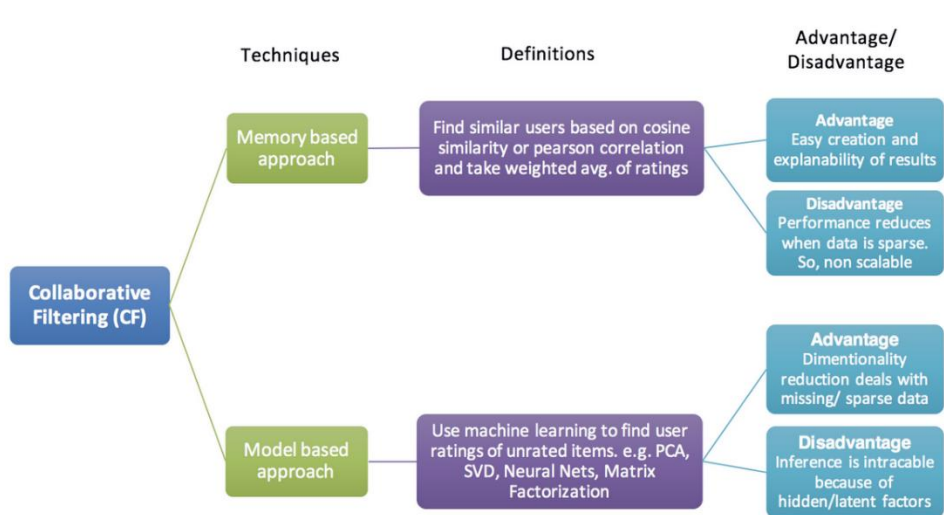 Techniques
Definitions
Advantage/
Disadvantage
Collaborative
Filtering (CF)
Memory based
approach
Find similar users based on cosine
similarity or pearson correlation
and take weighted avg. of ratings
Advantage
Easy creation and
explanability of results
Disadvantage
Performance reduces
when data is sparse.
So, non scalable
Model based
approach
Use machine learning to find user
ratings of unrated items. e.g. PCA,
SVD, Neural Nets, Matrix
Factorization
Advantage
Dimentionality
reduction deals with
missing/ sparse data
Disadvantage
Inference is intracable
because of
hidden/latent factors